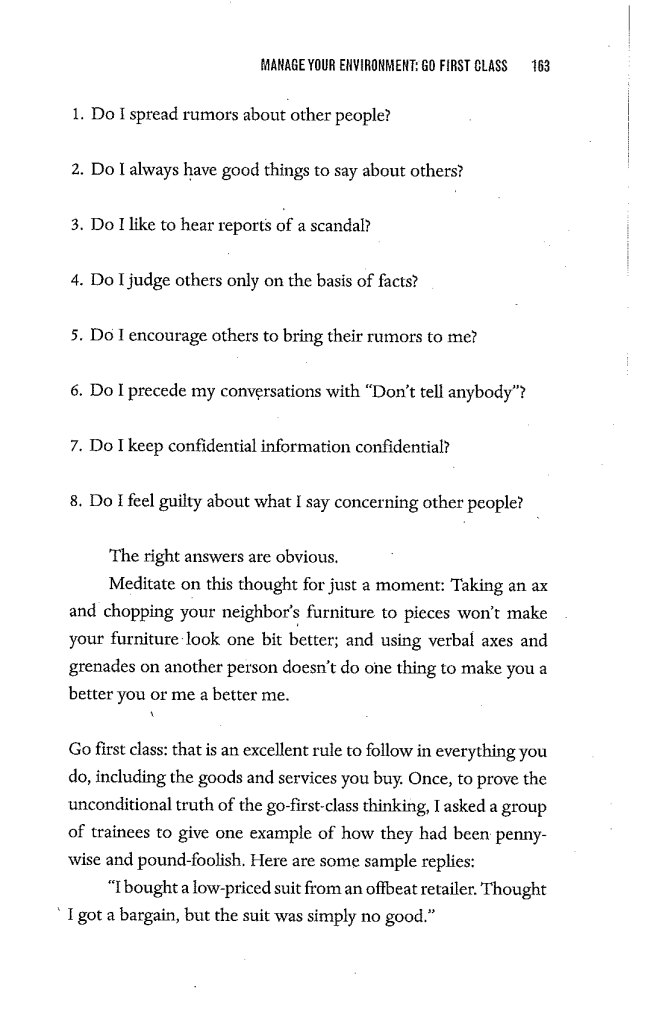 MANAGE YOUR ENVIRONMENT: GO FIRST CLASS 163
1. Do I spread rumors about other people?
2. Do I always have good things to say about others?
3. Do I like to hear reports of a scandal?
4. Do I judge others only on the basis of facts?
5. Do I encourage others to bring their rumors to me?
6. Do I precede my conversations with “Don’t tell anybody”?
7. Do I keep confidential information confidential?
8. Do I feel guilty about what I say concerning other people?
The right answers are obvious.
Meditate on this thought for just a moment: Taking an ax
and chopping your neighbor’s furniture to pieces won’t make
your furniture look one bit better; and using verbal axes and
grenades on another person doesn’t do one thing to make you a
better you or me a better me.
Go first class: that is an excellent rule to follow in everything you
do, including the goods and services you buy. Once, to prove the
unconditional truth of the go-first-class thinking, I asked a group
of trainees to give one example of how they had been penny-
wise and pound-foolish. Here are some sample replies:
“I bought a low-priced suit from an offbeat retailer. Thought
I got a bargain, but the suit was simply no good.”